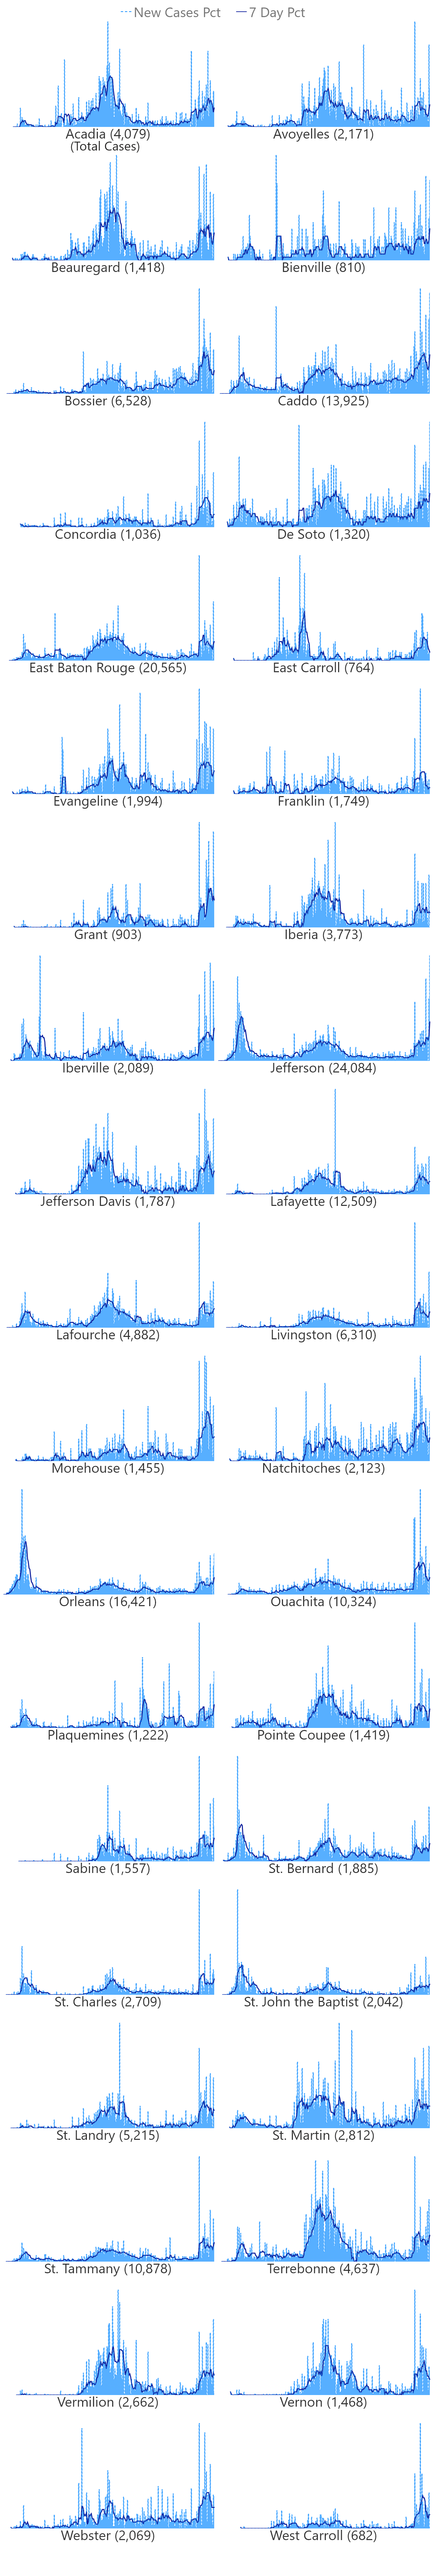 New Cases Pct 7 Day Pct
Acadia (4,079) Avoyelles (2,171)
(Total Cases)
Beauregard (1,418) Bienville (810)
Bossier (6,528) Caddo (13,925)
Concordia (1,036) De Soto (1,320)
East Baton Rouge (20,565) East Carroll (764)
Evangeline (1,994) Franklin (1,749)
Grant (903) Iberia (3,773)
Iberville (2,089) Jefferson (24,084)
Jefferson Davis (1,787) Lafayette (12,509)
Lafourche (4,882) Livingston (6,310)
Morehouse (1,455) Natchitoches (2,123)
Orleans (16,421) Ouachita (10,324)
Plaquemines (1,222) Pointe Coupee (1,419)
Sabine (1,557) St. Bernard (1,885)
St. Charles (2,709) St. John the Baptist (2,042)
St. Landry (5,215) St. Martin (2,812)
St. Tammany (10,878) Terrebonne (4,637)
Vermilion (2,662) Vernon (1,468)
Webster (2,069) West Carroll (682)